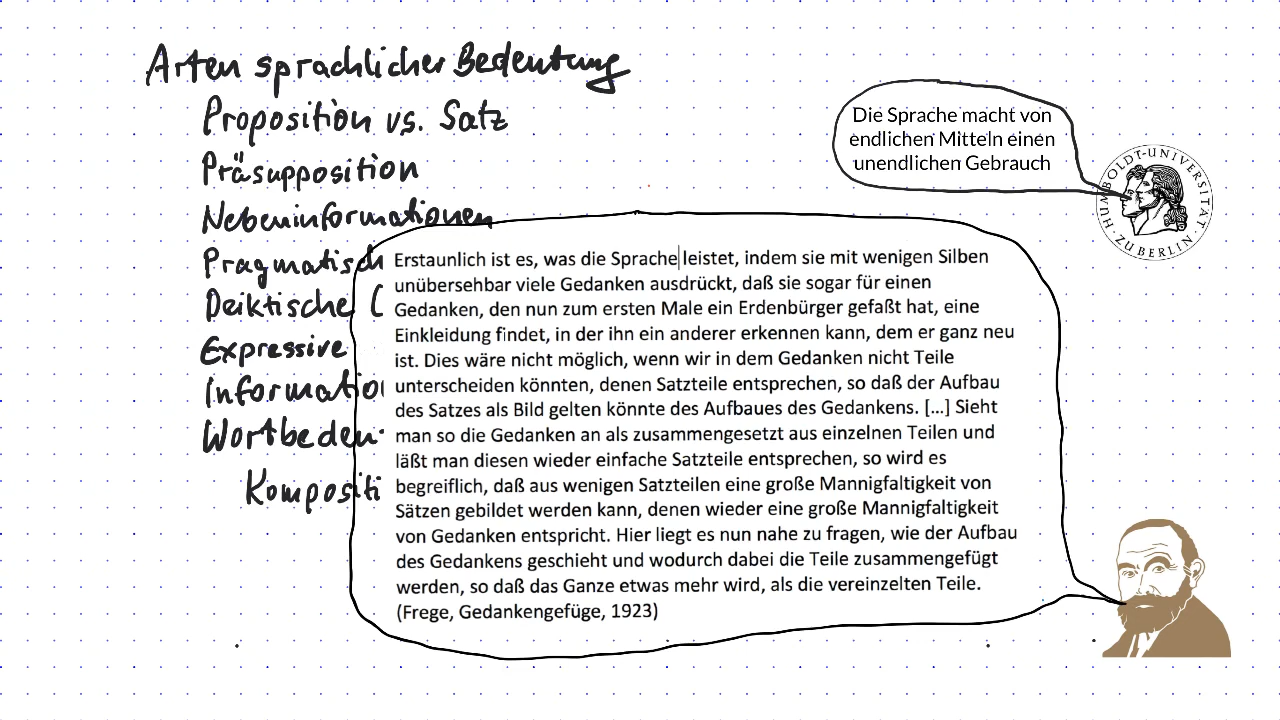 Arten sprachlicher Bedeutung
Proposition vs. Satz
Präsupposition
Nebeninformationen
Pragmatisch
Deiktische
Expressive
Informatio
Wortbedeu
Kompositi
Die Sprache macht von
endlichen Mitteln einen
unendlichen Gebrauch
HUMBOLDT-UNIVERSITÄT
· ZU BERLIN ·
Erstaunlich ist es, was die Sprache leistet, indem sie mit wenigen Silben
unübersehbar viele Gedanken ausdrückt, daß sie sogar für einen
Gedanken, den nun zum ersten Male ein Erdenbürger gefaßt hat, eine
Einkleidung findet, in der ihn ein anderer erkennen kann, dem er ganz neu
ist. Dies wäre nicht möglich, wenn wir in dem Gedanken nicht Teile
unterscheiden könnten, denen Satzteile entsprechen, so daß der Aufbau
des Satzes als Bild gelten könnte des Aufbaues des Gedankens. [...] Sieht
man so die Gedanken an als zusammengesetzt aus einzelnen Teilen und
läßt man diesen wieder einfache Satzteile entsprechen, so wird es
begreiflich, daß aus wenigen Satzteilen eine große Mannigfaltigkeit von
Sätzen gebildet werden kann, denen wieder eine große Mannigfaltigkeit
von Gedanken entspricht. Hier liegt es nun nahe zu fragen, wie der Aufbau
des Gedankens geschieht und wodurch dabei die Teile zusammengefügt
werden, so daß das Ganze etwas mehr wird, als die vereinzelten Teile.
(Frege, Gedankengefüge, 1923)